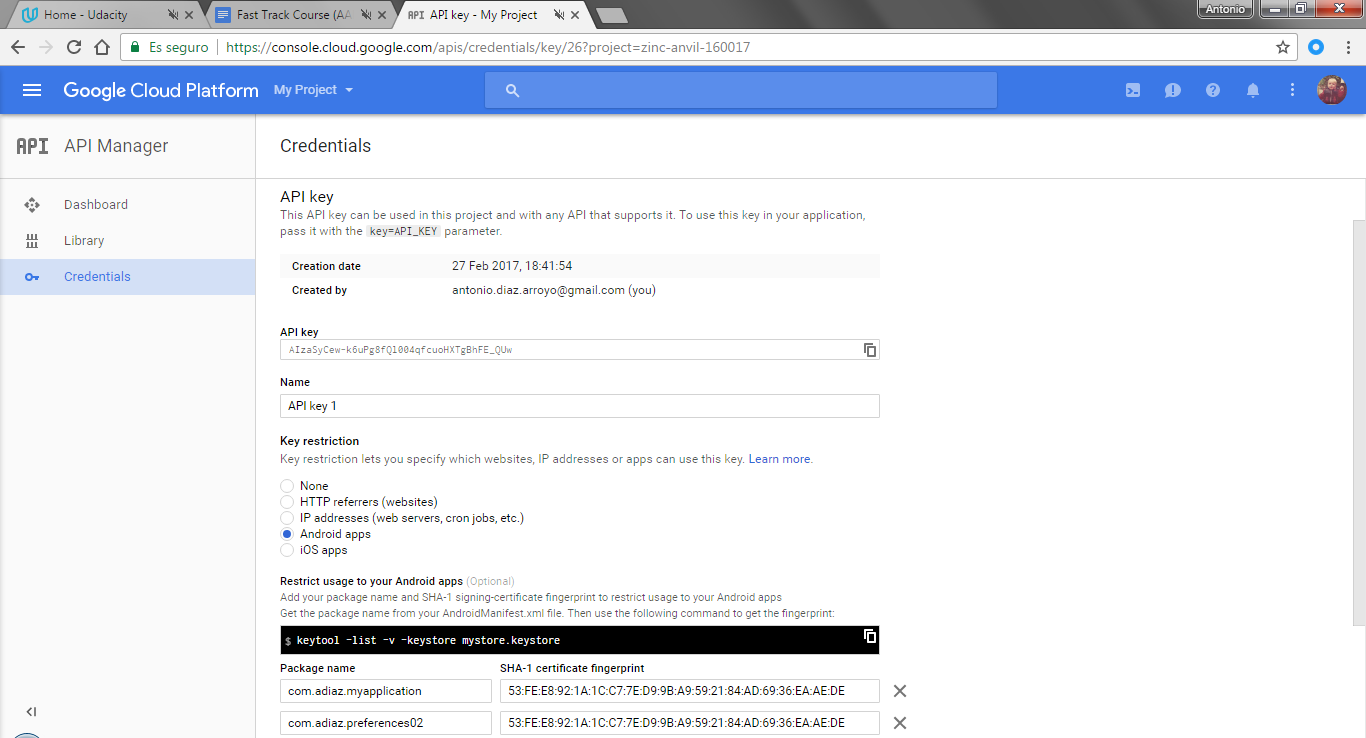 Home - Udacity
Fast Track Course (AA
API key - My Project
Antonio
Es seguro
https://console.cloud.google.com/apis/credentials/key/26?project=zinc-anvil-160017
Google Cloud Platform
My Project
API
API Manager
Credentials
Dashboard
Library
Credentials
API key
This API key can be used in this project and with any API that supports it. To use this key in your application,
pass it with the key=API_KEY parameter.
Creation date 27 Feb 2017, 18:41:54
Created by antonio.diaz.arroyo@gmail.com (you)
API key
AIzaSyCew-k6uPg8fQl004qfcuoHXTgBhFE_QUw
Name
API key 1
Key restriction
Key restriction lets you specify which websites, IP addresses or apps can use this key. Learn more.
None
HTTP referrers (websites)
IP addresses (web servers, cron jobs, etc.)
Android apps
iOS apps
Restrict usage to your Android apps (Optional)
Add your package name and SHA-1 signing-certificate fingerprint to restrict usage to your Android apps
Get the package name from your AndroidManifest.xml file. Then use the following command to get the fingerprint:
$ keytool -list -v -keystore mystore.keystore
Package name SHA-1 certificate fingerprint
com.adiaz.myapplication 53:FE:E8:92:1A:1C:C7:7E:D9:9B:A9:59:21:84:AD:69:36:EA:AE:DE
com.adiaz.preferences02 53:FE:E8:92:1A:1C:C7:7E:D9:9B:A9:59:21:84:AD:69:36:EA:AE:DE